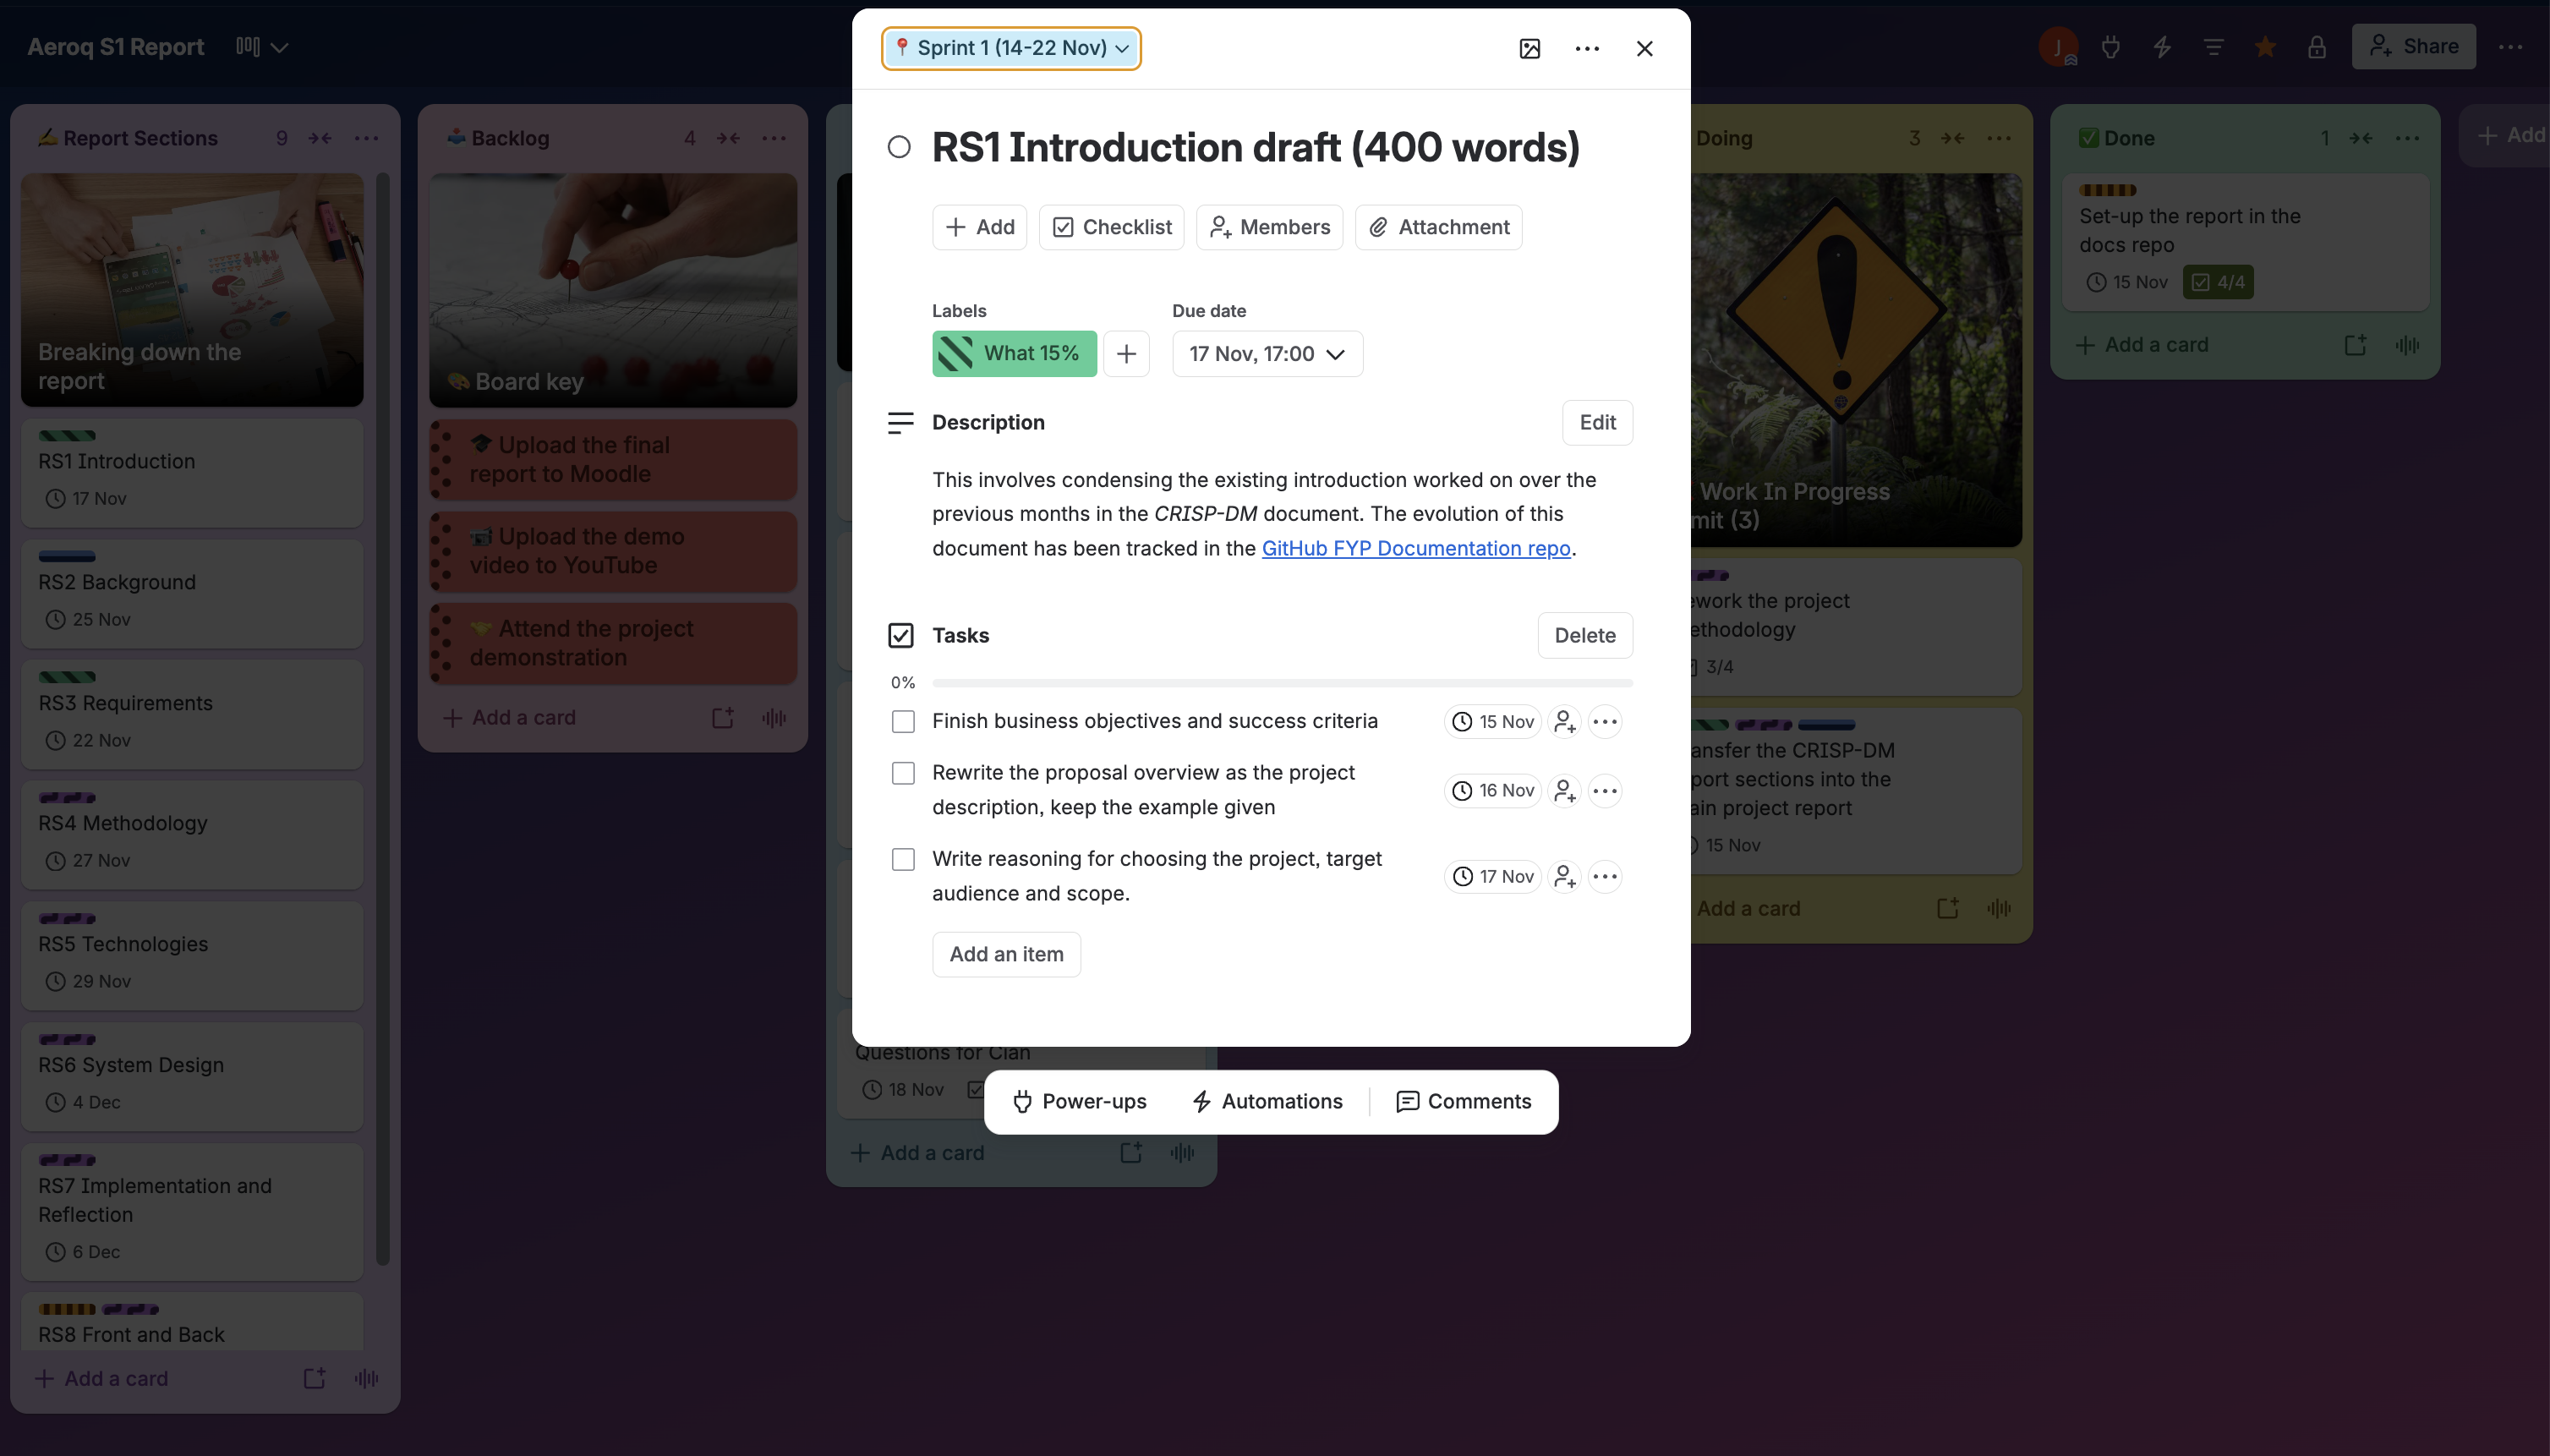 Aeroq S1 Report
Share
Report Sections 9
Breaking down the
report
RS1 Introduction
17 Nov
RS2 Background
25 Nov
RS3 Requirements
22 Nov
RS4 Methodology
27 Nov
RS5 Technologies
29 Nov
RS6 System Design
4 Dec
RS7 Implementation and
Reflection
6 Dec
RS8 Front and Back
Add a card
Backlog 4
Board key
Upload the final
report to Moodle
Upload the demo
video to YouTube
Attend the project
demonstration
Add a card
Questions for Cian
18 Nov
Add a card
Sprint 1 (14-22 Nov)
RS1 Introduction draft (400 words)
Add
Checklist
Members
Attachment
Labels
What 15%
Due date
17 Nov, 17:00
Description
Edit
This involves condensing the existing introduction worked on over the
previous months in the CRISP-DM document. The evolution of this
document has been tracked in the GitHub FYP Documentation repo.
Tasks
Delete
0%
Finish business objectives and success criteria
15 Nov
Rewrite the proposal overview as the project
description, keep the example given
16 Nov
Write reasoning for choosing the project, target
audience and scope.
17 Nov
Add an item
Power-ups
Automations
Comments
Doing 3
Work In Progress
mit (3)
ework the project
ethodology
3/4
ansfer the CRISP-DM
port sections into the
ain project report
15 Nov
Add a card
Done 1
Set-up the report in the
docs repo
15 Nov
4/4
Add a card
Add
J